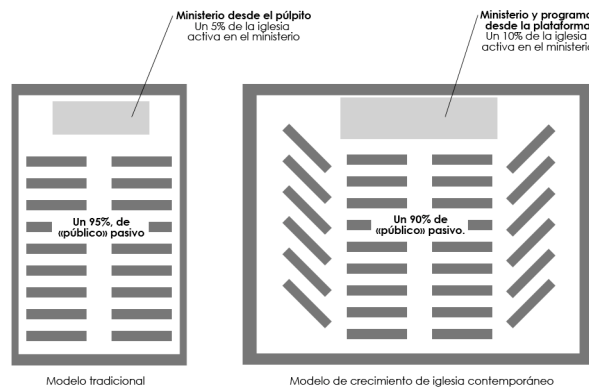 Ministerio desde el púlpito
Un 5% de la iglesia
activa en el ministerio
Un 95%, de
«público» pasivo
Modelo tradicional
Ministerio y programa
desde la plataforma
Un 10% de la iglesia
activa en el ministerio
Un 90% de
«público» pasivo.
Modelo de crecimiento de iglesia contemporáneo